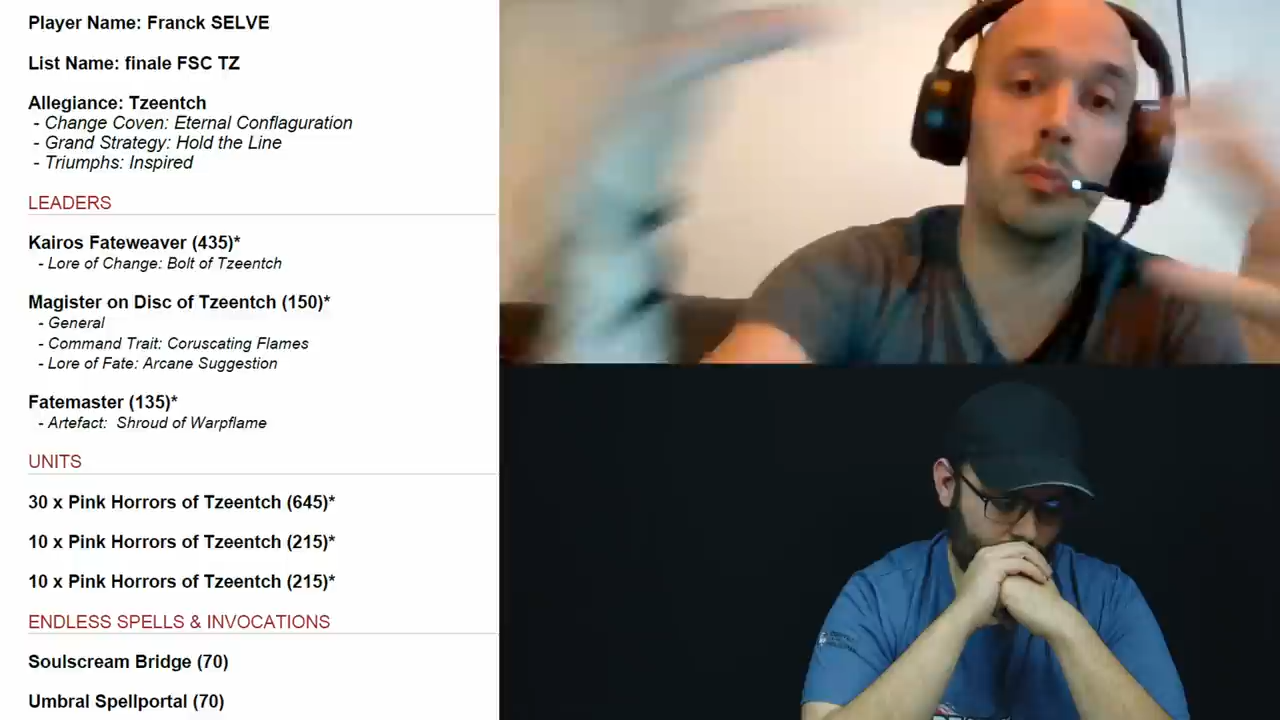 Player Name: Franck SELVE
List Name: finale FSC TZ
Allegiance: Tzeentch
- Change Coven: Eternal Conflaguration
- Grand Strategy: Hold the Line
- Triumphs: Inspired
LEADERS
Kairos Fateweaver (435)*
- Lore of Change: Bolt of Tzeentch
Magister on Disc of Tzeentch (150)*
- General
- Command Trait: Coruscating Flames
- Lore of Fate: Arcane Suggestion
Fatemaster (135)*
- Artefact: Shroud of Warpflame
UNITS
30 x Pink Horrors of Tzeentch (645)*
10 x Pink Horrors of Tzeentch (215)*
10 x Pink Horrors of Tzeentch (215)*
ENDLESS SPELLS & INVOCATIONS
Soulscream Bridge (70)
Umbral Spellportal (70)